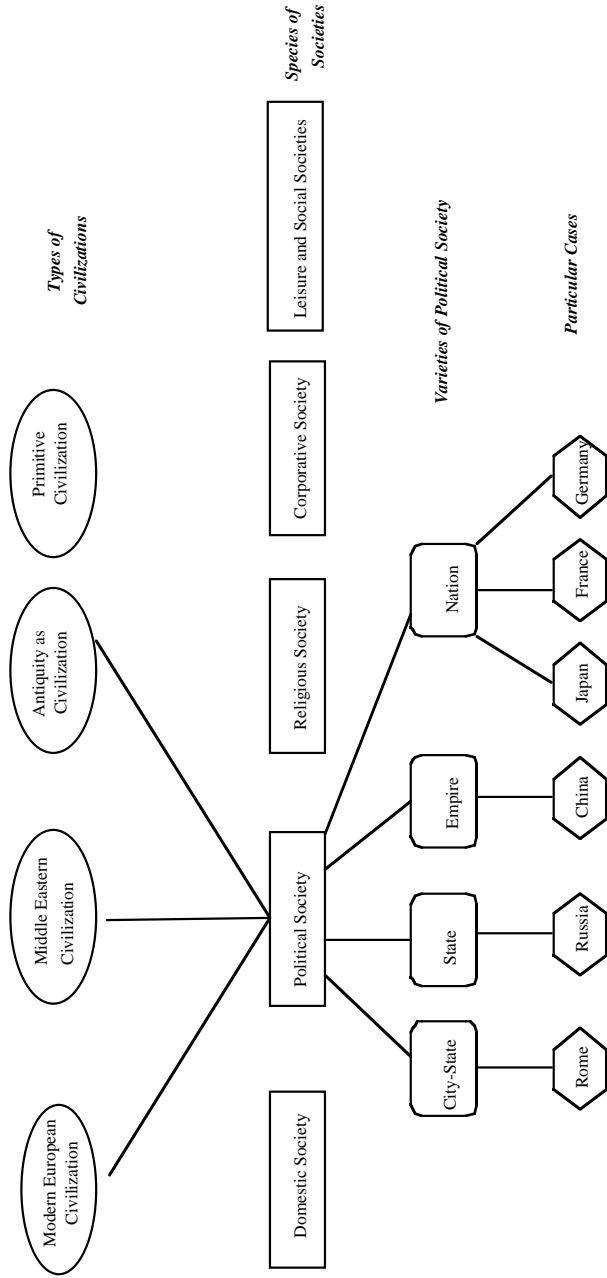 Modern European
Civilization
Middle Eastern
Civilization
Antiquity as
Civilization
Primitive
Civilization
Types of
Civilizations
Domestic Society
Political Society
Religious Society
Corporative Society
Leisure and Social Societies
Species of
Societies
City-State
State
Empire
Nation
Varieties of Political Society
Rome
Russia
China
Japan
France
Germany
Particular Cases